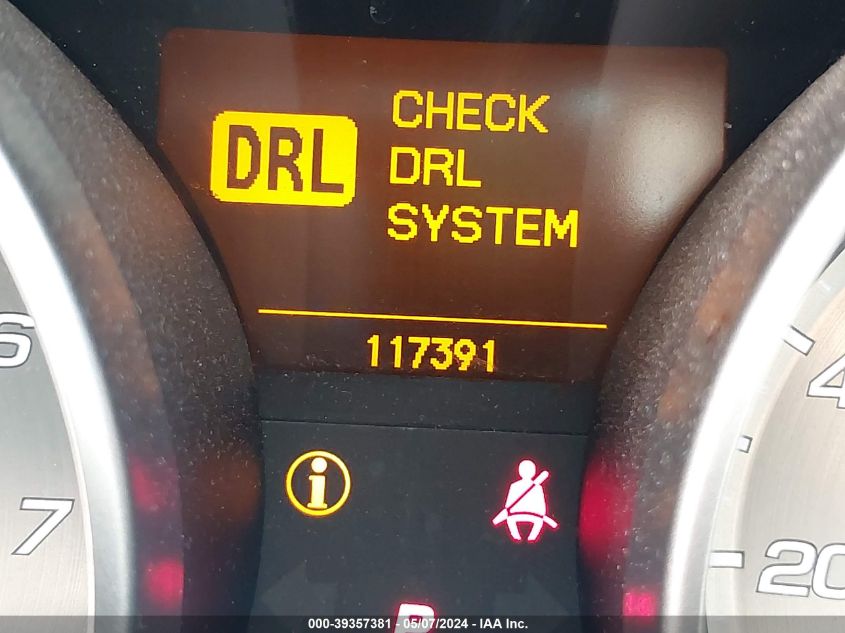 CHECK
DRL
DRL
SYSTEM
117391
6
7
4
20
P
000-39357381 - 05/07/2024 - IAA Inc.